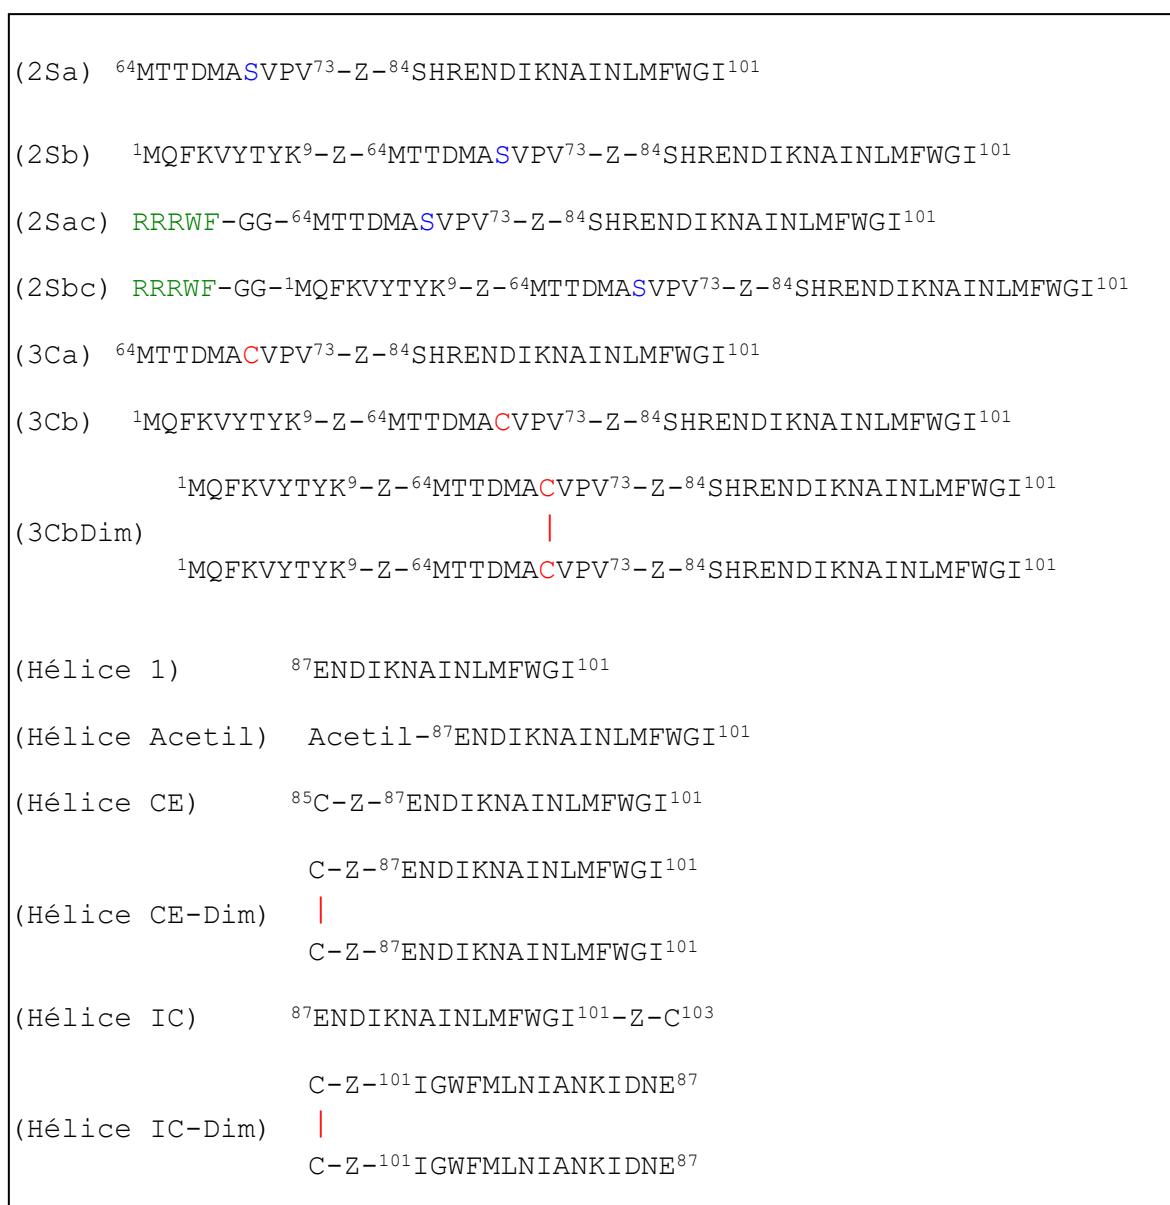 (2Sa) ⁶⁴MTTDMASVPV⁷³-Z-⁸⁴SHRENDIKNAINLMFWGI¹⁰¹
(2Sb) ¹MQFKVYTYK⁹-Z-⁶⁴MTTDMASVPV⁷³-Z-⁸⁴SHRENDIKNAINLMFWGI¹⁰¹
(2Sac) RRRWF-GG-⁶⁴MTTDMASVPV⁷³-Z-⁸⁴SHRENDIKNAINLMFWGI¹⁰¹
(2Sbc) RRRWF-GG-¹MQFKVYTYK⁹-Z-⁶⁴MTTDMASVPV⁷³-Z-⁸⁴SHRENDIKNAINLMFWGI¹⁰¹
(3Ca) ⁶⁴MTTDMACVPV⁷³-Z-⁸⁴SHRENDIKNAINLMFWGI¹⁰¹
(3Cb) ¹MQFKVYTYK⁹-Z-⁶⁴MTTDMACVPV⁷³-Z-⁸⁴SHRENDIKNAINLMFWGI¹⁰¹
¹MQFKVYTYK⁹-Z-⁶⁴MTTDMACVPV⁷³-Z-⁸⁴SHRENDIKNAINLMFWGI¹⁰¹
(3CbDim) |
¹MQFKVYTYK⁹-Z-⁶⁴MTTDMACVPV⁷³-Z-⁸⁴SHRENDIKNAINLMFWGI¹⁰¹
(Hélice 1) ⁸⁷ENDIKNAINLMFWGI¹⁰¹
(Hélice Acetil) Acetil-⁸⁷ENDIKNAINLMFWGI¹⁰¹
(Hélice CE) ⁸⁵C-Z-⁸⁷ENDIKNAINLMFWGI¹⁰¹
C-Z-⁸⁷ENDIKNAINLMFWGI¹⁰¹
(Hélice CE-Dim) |
C-Z-⁸⁷ENDIKNAINLMFWGI¹⁰¹
(Hélice IC) ⁸⁷ENDIKNAINLMFWGI¹⁰¹-Z-C¹⁰³
C-Z-¹⁰¹IGWFMLNIANKIDNE⁸⁷
(Hélice IC-Dim) |
C-Z-¹⁰¹IGWFMLNIANKIDNE⁸⁷